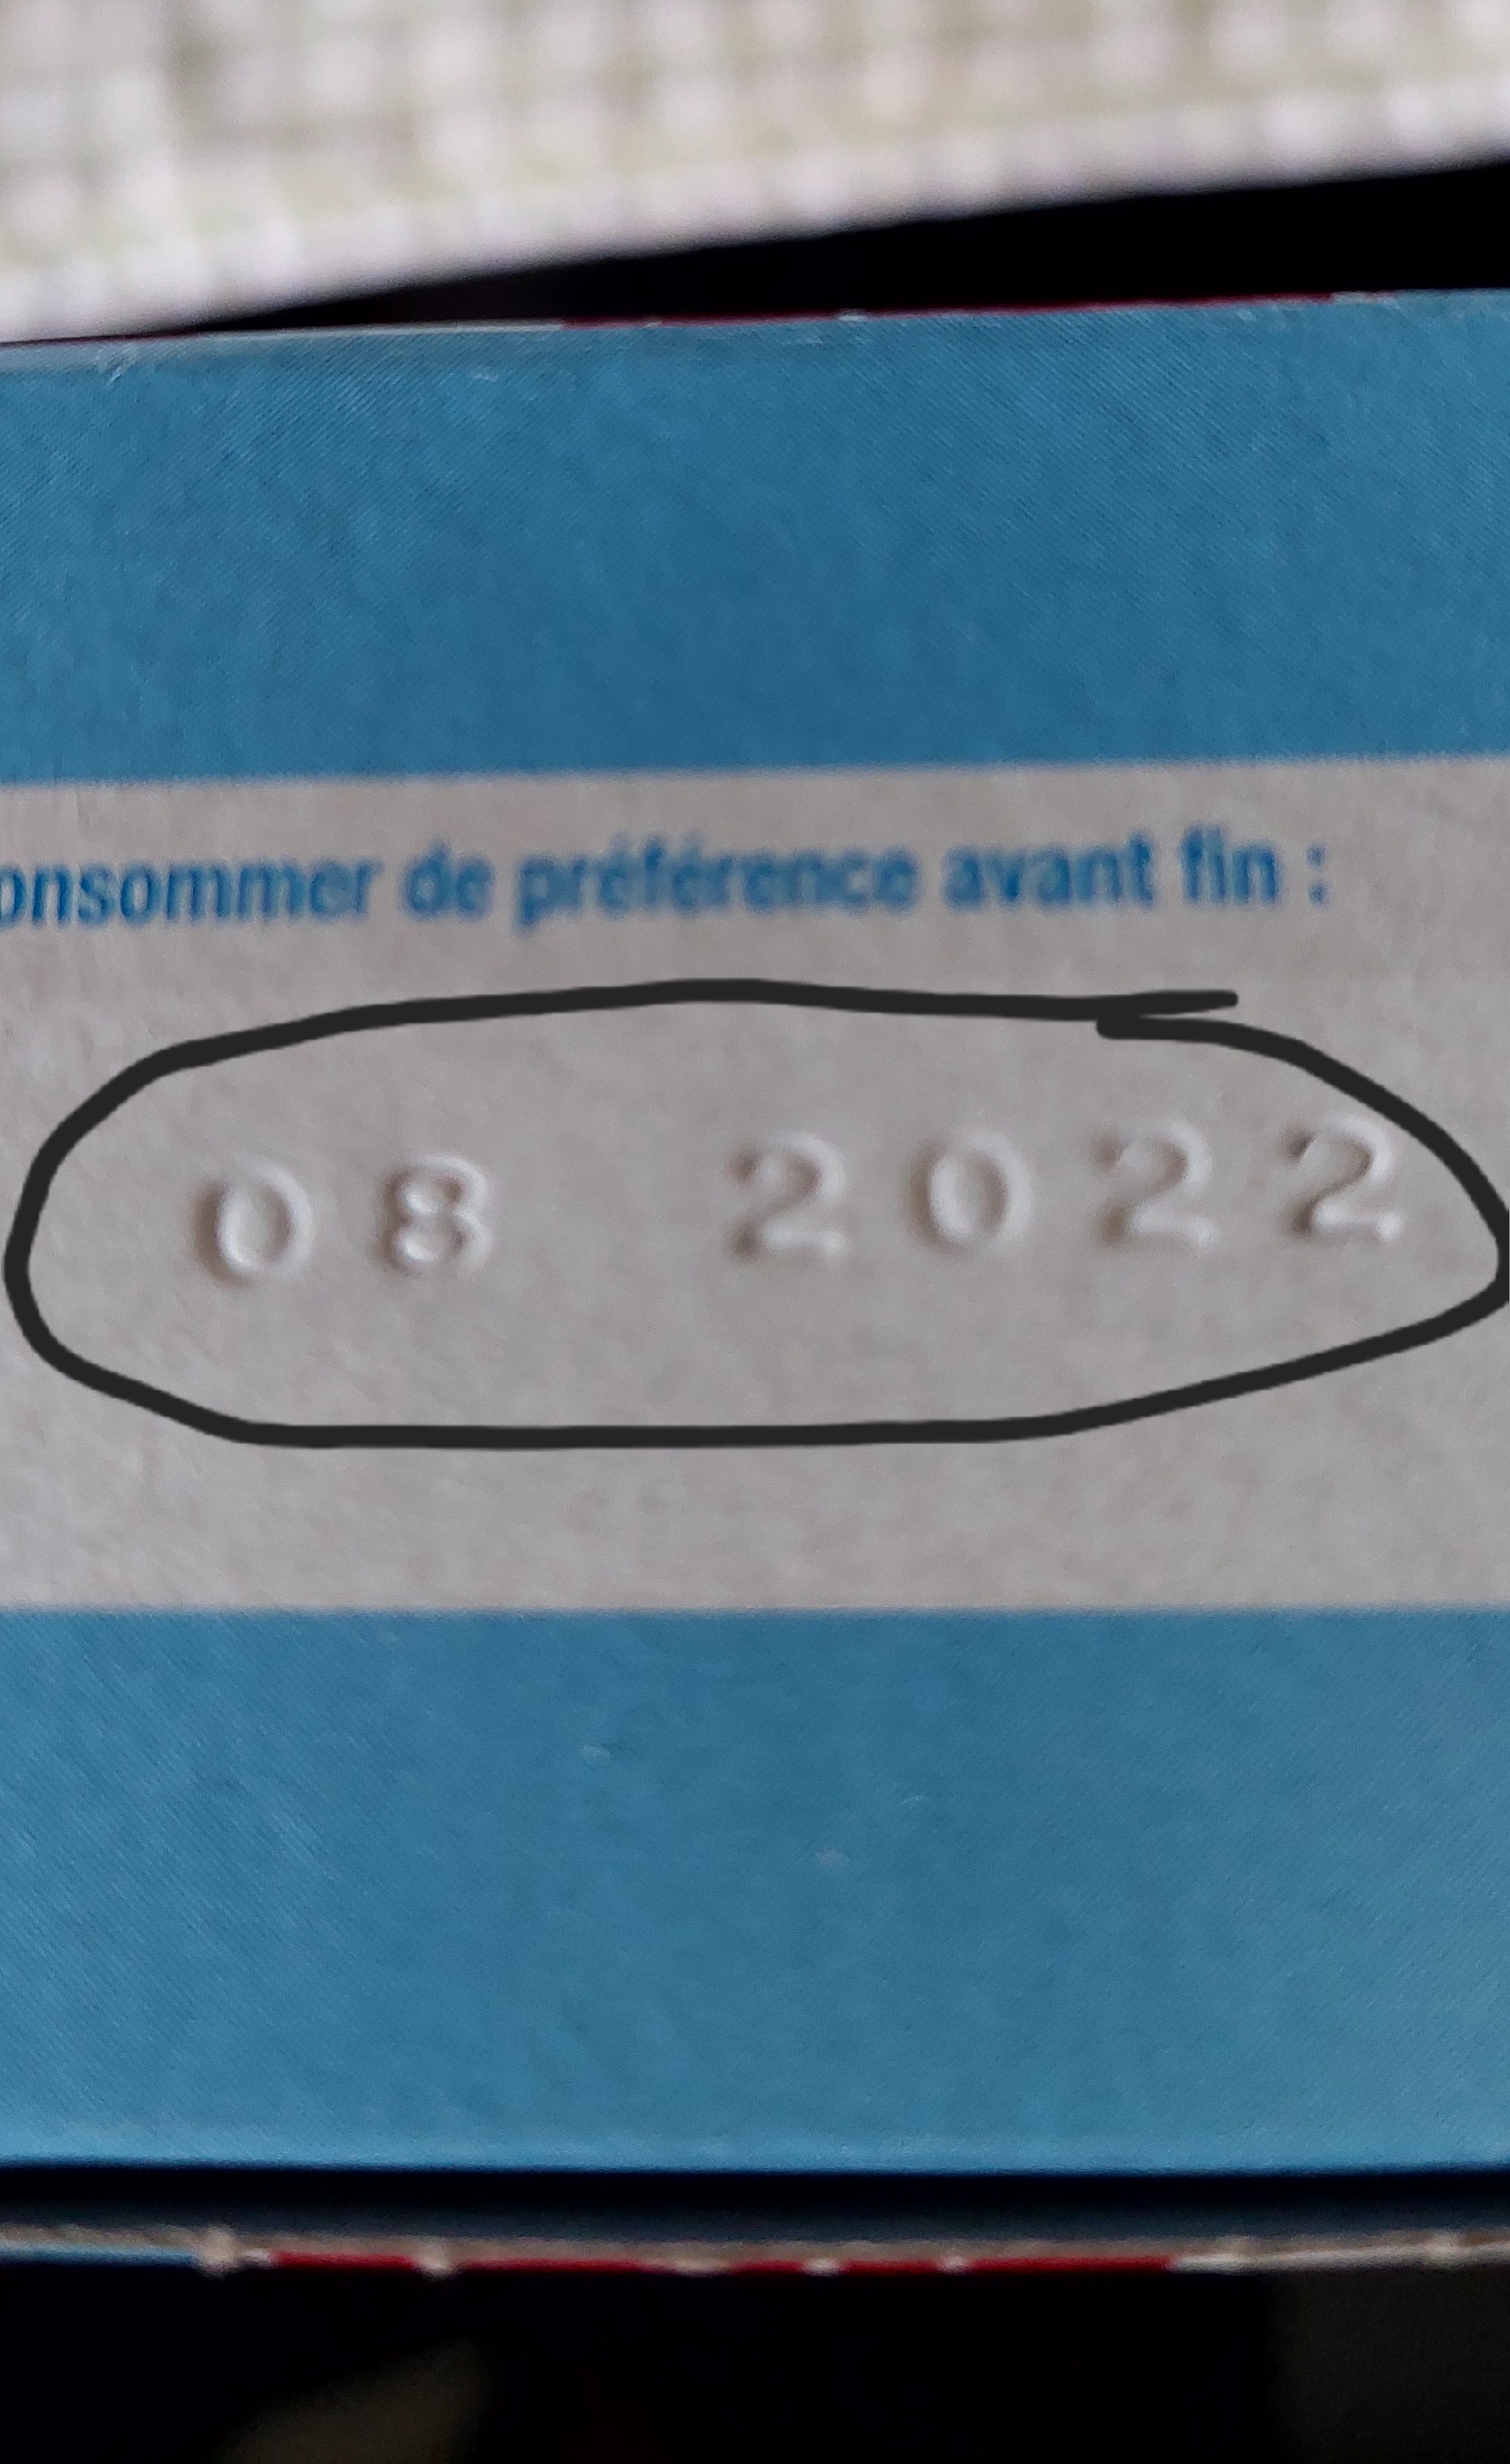 onsommer de préférence avant fin :
08 2022